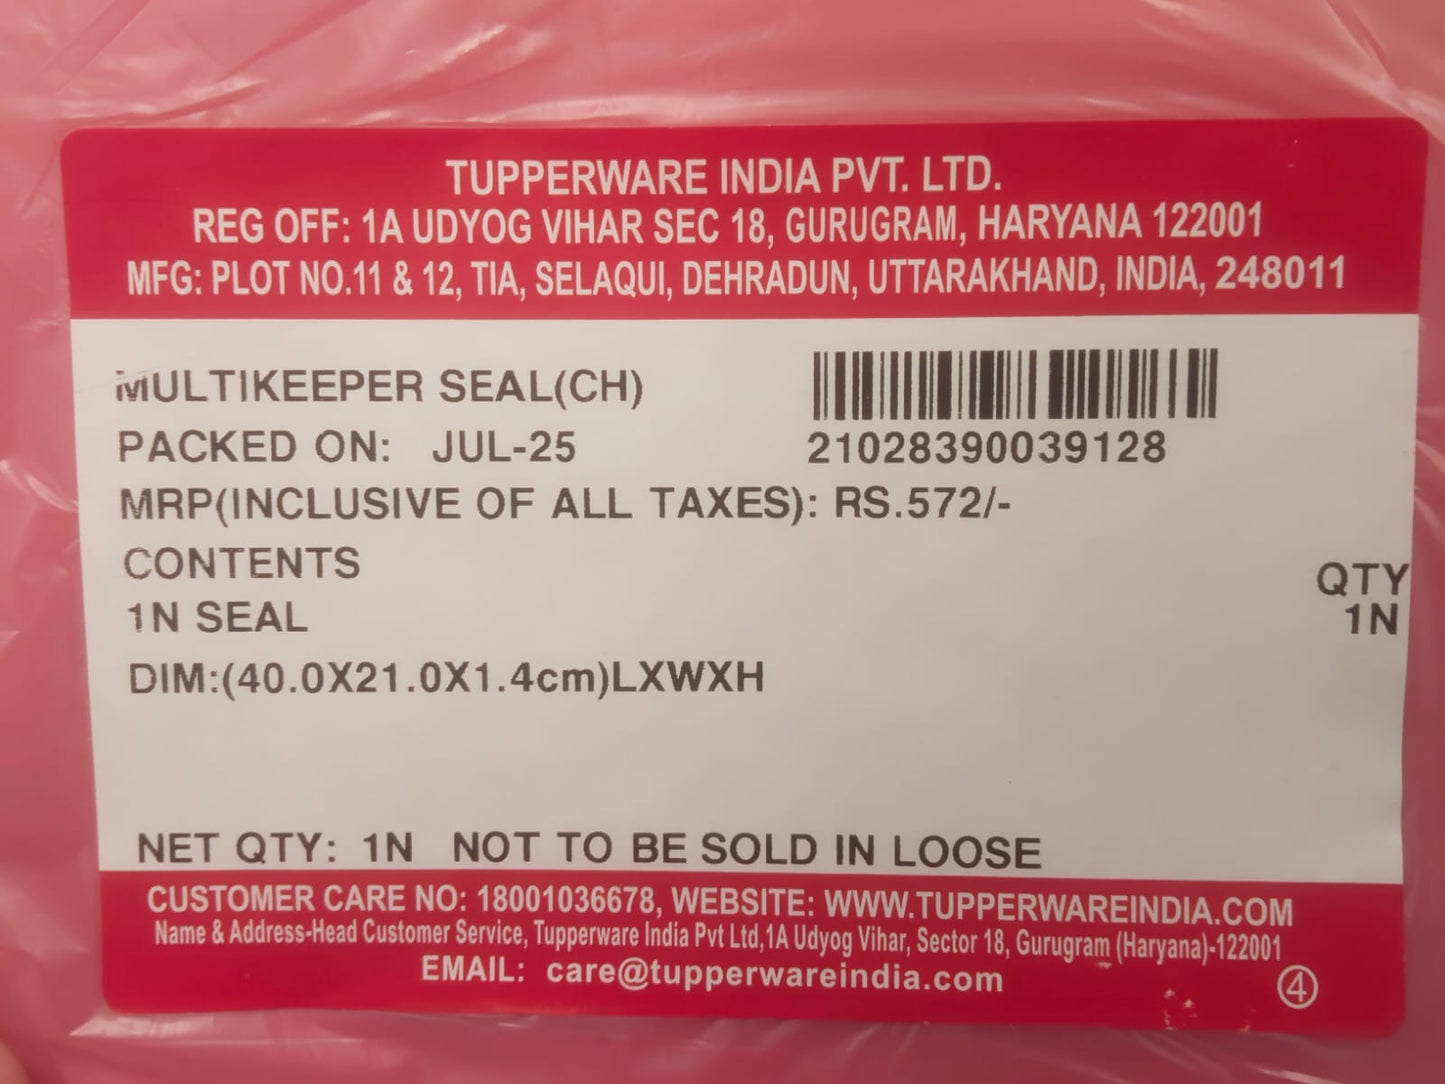 TUPPERWARE INDIA PVT. LTD.
REG OFF: 1A UDYOG VIHAR SEC 18, GURUGRAM, HARYANA 122001
MFG: PLOT NO.11 & 12, TIA, SELAQUI, DEHRADUN, UTTARAKHAND, INDIA, 248011
MULTIKEEPER SEAL(CH)
PACKED ON: JUL-25
21028390039128
MRP(INCLUSIVE OF ALL TAXES): RS.572/-
CONTENTS QTY
1N SEAL 1N
DIM:(40.0X21.0X1.4cm)LXWXH
NET QTY: 1N NOT TO BE SOLD IN LOOSE
CUSTOMER CARE NO: 18001036678, WEBSITE: WWW.TUPPERWAREINDIA.COM
Name & Address-Head Customer Service, Tupperware India Pvt Ltd,1A Udyog Vihar, Sector 18, Gurugram (Haryana)-122001
EMAIL: care@tupperwareindia.com
4